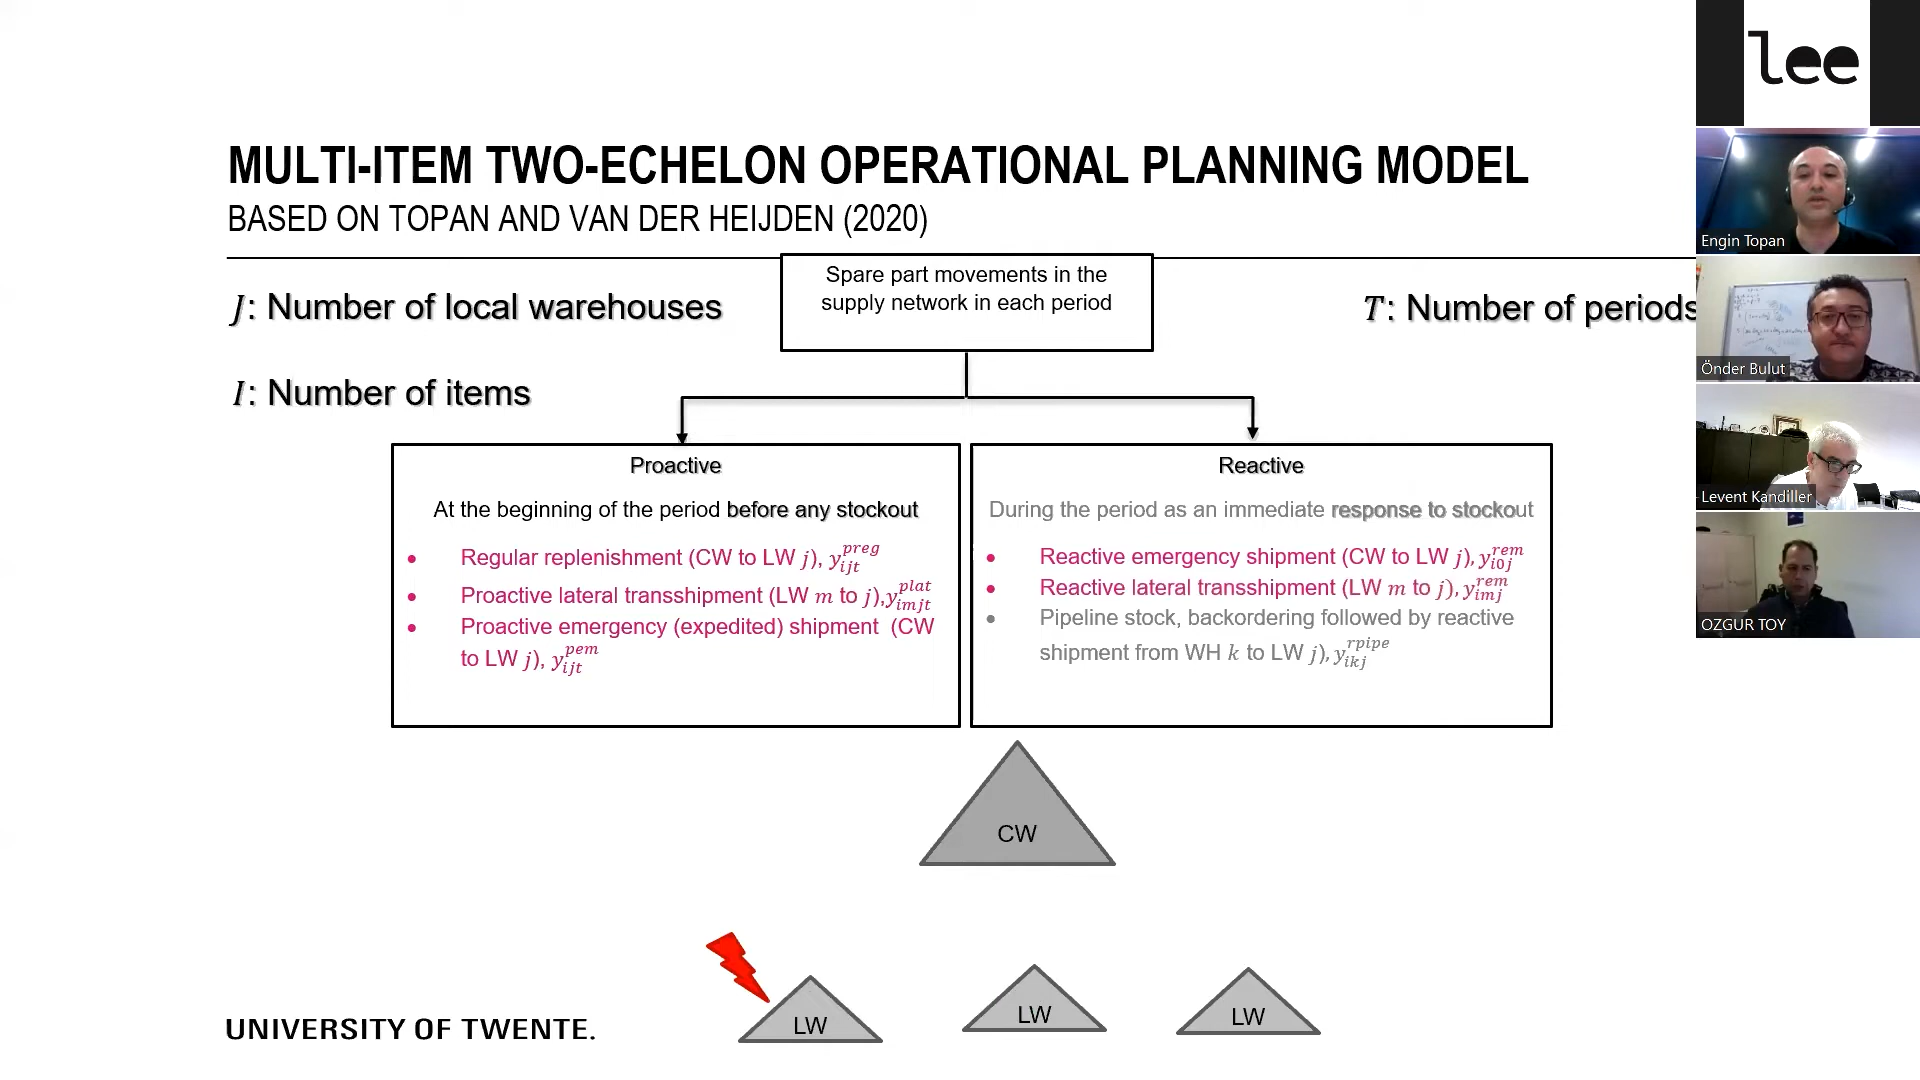 lee
MULTI-ITEM TWO-ECHELON OPERATIONAL PLANNING MODEL
BASED ON TOPAN AND VAN DER HEIJDEN (2020)
Spare part movements in the
supply network in each period
J: Number of local warehouses
T: Number of periods
I: Number of items
Proactive
At the beginning of the period before any stockout
• Regular replenishment (CW to LW j), y_{ijt}^{preg}
• Proactive lateral transshipment (LW m to j),y_{imjt}^{plat}
• Proactive emergency (expedited) shipment (CW
to LW j), y_{ijt}^{pem}
Reactive
During the period as an immediate response to stockout
• Reactive emergency shipment (CW to LW j), y_{i0j}^{rem}
• Reactive lateral transshipment (LW m to j), y_{imj}^{rem}
• Pipeline stock, backordering followed by reactive
shipment from WH k to LW j), y_{ikj}^{rpipe}
CW
LW
LW
LW
UNIVERSITY OF TWENTE.
Engin Topan
Önder Bulut
Levent Kandiller
OZGUR TOY